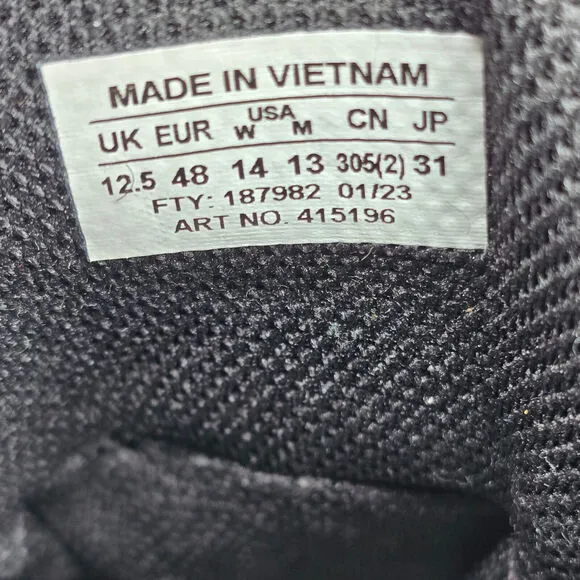 MADE IN VIETNAM
UK EUR USA W M CN JP
12.5 48 14 13 305(2) 31
FTY: 187982 01/23
ART NO. 415196